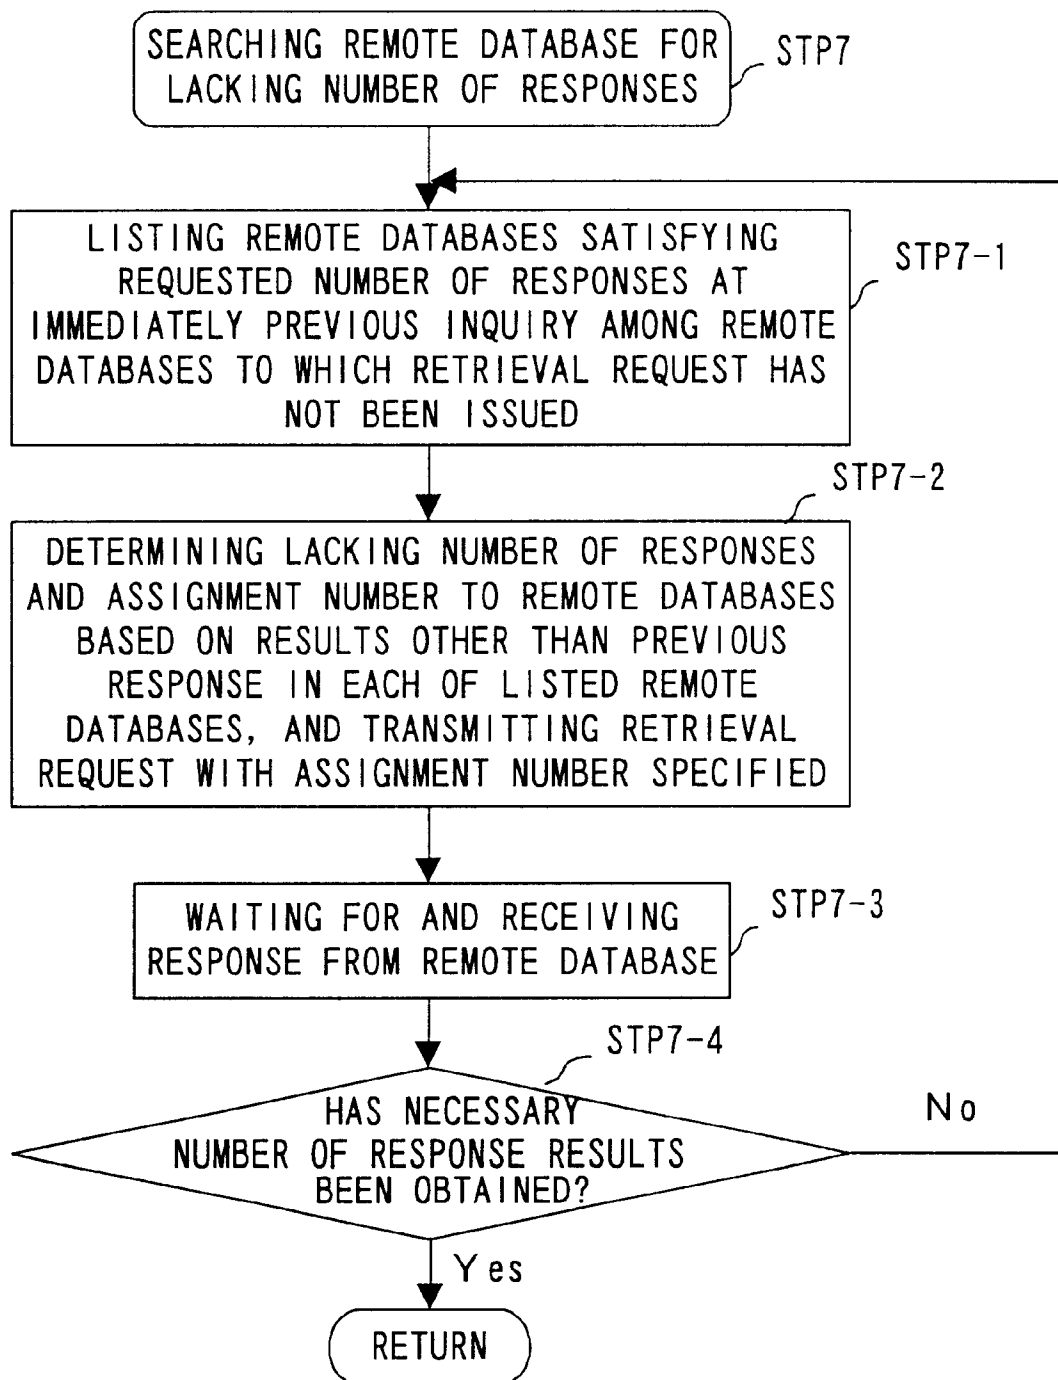 SEARCHING REMOTE DATABASE FOR
LACKING NUMBER OF RESPONSES
STP7
LISTING REMOTE DATABASES SATISFYING
REQUESTED NUMBER OF RESPONSES AT
IMMEDIATELY PREVIOUS INQUIRY AMONG REMOTE
DATABASES TO WHICH RETRIEVAL REQUEST HAS
NOT BEEN ISSUED
STP7-1
STP7-2
DETERMINING LACKING NUMBER OF RESPONSES
AND ASSIGNMENT NUMBER TO REMOTE DATABASES
BASED ON RESULTS OTHER THAN PREVIOUS
RESPONSE IN EACH OF LISTED REMOTE
DATABASES, AND TRANSMITTING RETRIEVAL
REQUEST WITH ASSIGNMENT NUMBER SPECIFIED
WAITING FOR AND RECEIVING
RESPONSE FROM REMOTE DATABASE
STP7-3
STP7-4
HAS NECESSARY
NUMBER OF RESPONSE RESULTS
BEEN OBTAINED?
No
Yes
RETURN